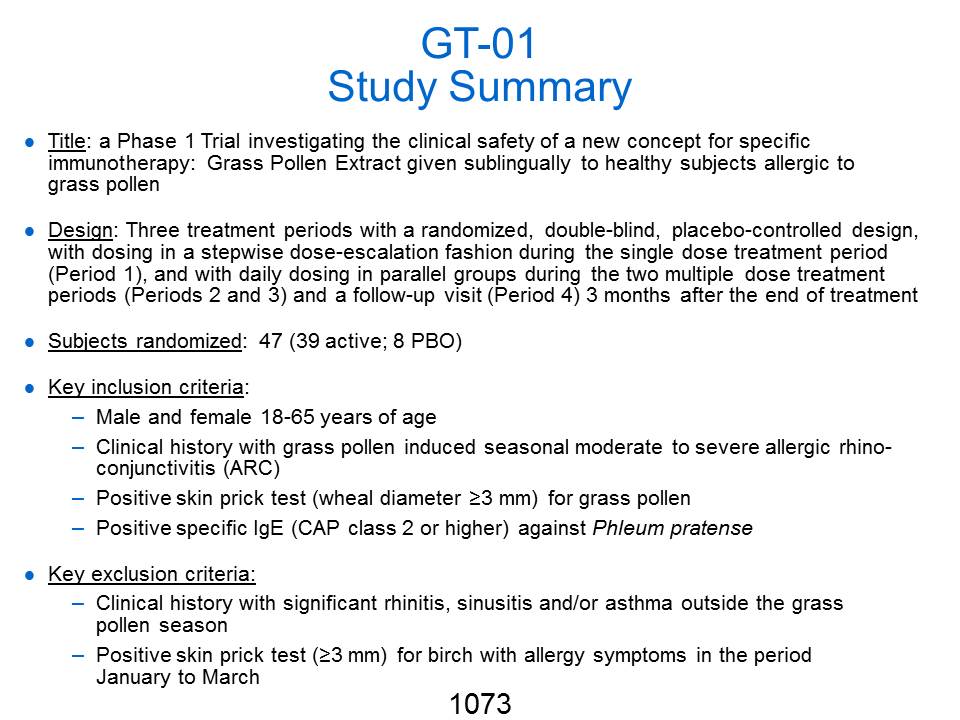 GT-01
Study Summary
● Title: a Phase 1 Trial investigating the clinical safety of a new concept for specific
immunotherapy: Grass Pollen Extract given sublingually to healthy subjects allergic to
grass pollen
● Design: Three treatment periods with a randomized, double-blind, placebo-controlled design,
with dosing in a stepwise dose-escalation fashion during the single dose treatment period
(Period 1), and with daily dosing in parallel groups during the two multiple dose treatment
periods (Periods 2 and 3) and a follow-up visit (Period 4) 3 months after the end of treatment
● Subjects randomized: 47 (39 active; 8 PBO)
● Key inclusion criteria:
– Male and female 18-65 years of age
– Clinical history with grass pollen induced seasonal moderate to severe allergic rhino-
conjunctivitis (ARC)
– Positive skin prick test (wheal diameter ≥3 mm) for grass pollen
– Positive specific IgE (CAP class 2 or higher) against Phleum pratense
● Key exclusion criteria:
– Clinical history with significant rhinitis, sinusitis and/or asthma outside the grass
pollen season
– Positive skin prick test (≥3 mm) for birch with allergy symptoms in the period
January to March
1073